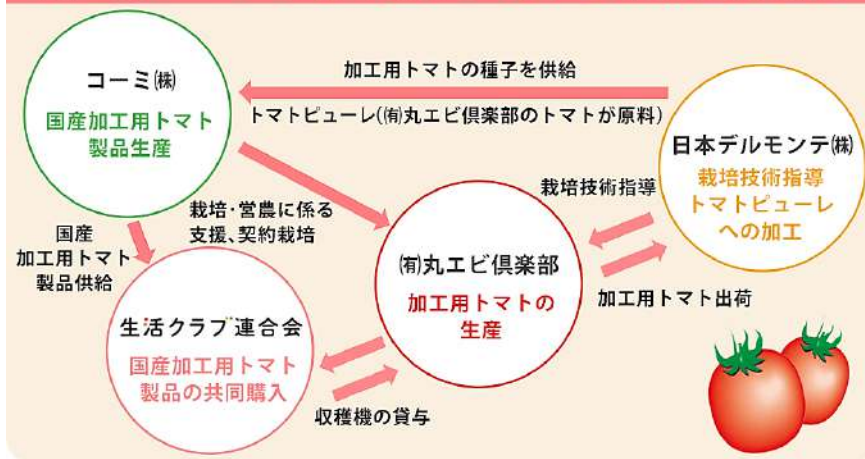 コーミ㈱
国産加工用トマト
製品生産
加工用トマトの種子を供給
トマトピューレ(㈲丸エビ倶楽部のトマトが原料)
日本デルモンテ㈱
栽培技術指導
トマトピューレ
への加工
栽培技術指導
栽培・営農に係る
支援、契約栽培
国産
加工用トマト
製品供給
㈲丸エビ倶楽部
加工用トマトの
生産
加工用トマト出荷
生活クラブ連合会
国産加工用トマト
製品の共同購入
収穫機の貸与